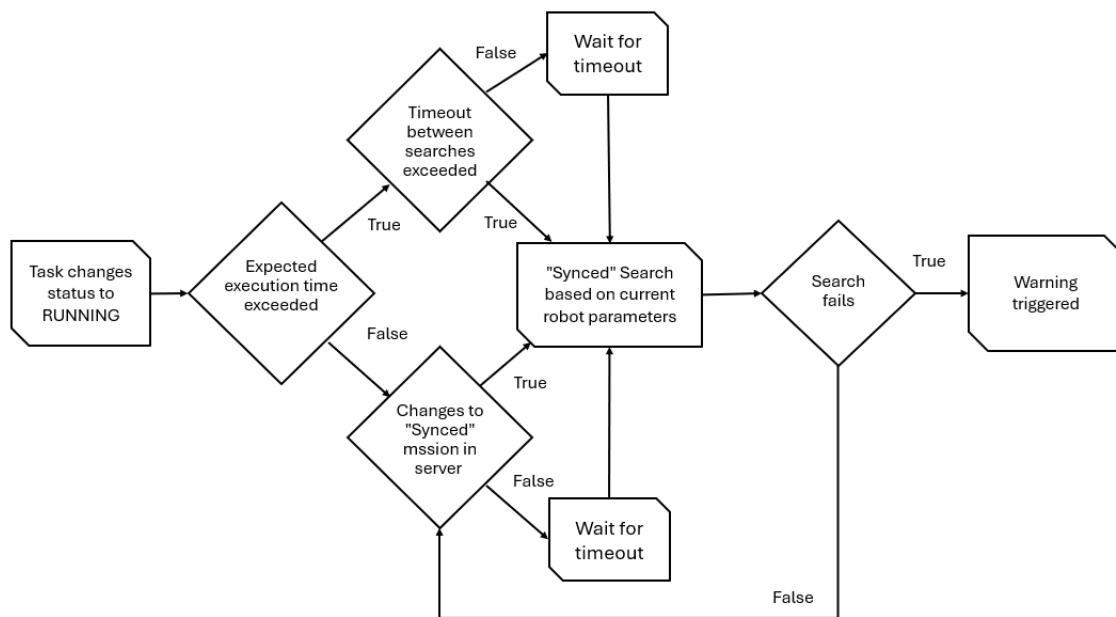 False
Wait for
timeout
Timeout
between
searches
exceeded
True
True
Task changes
status to
RUNNING
Expected
execution time
exceeded
"Synced" Search
based on current
robot parameters
Search
fails
True
Warning
triggered
False
True
Changes to
"Synced"
mssion in
server
False
Wait for
timeout
False